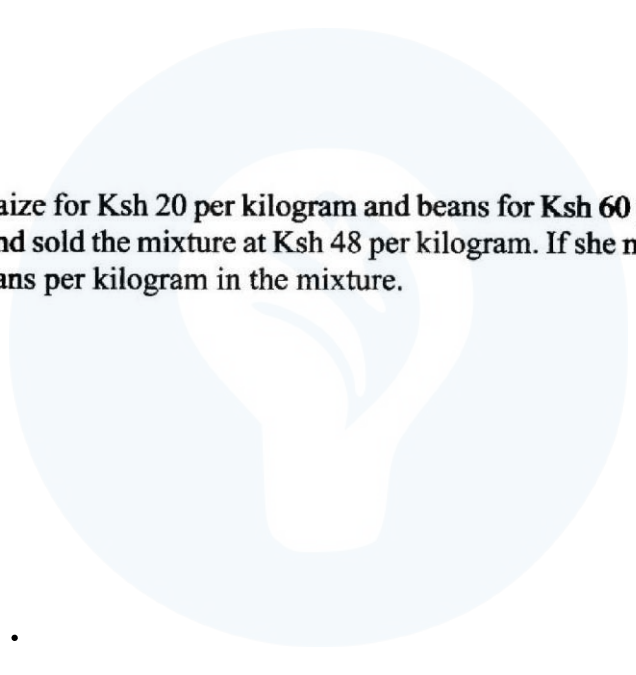 aize for Ksh 20 per kilogram and beans for Ksh 60
nd sold the mixture at Ksh 48 per kilogram. If she
ans per kilogram in the mixture.